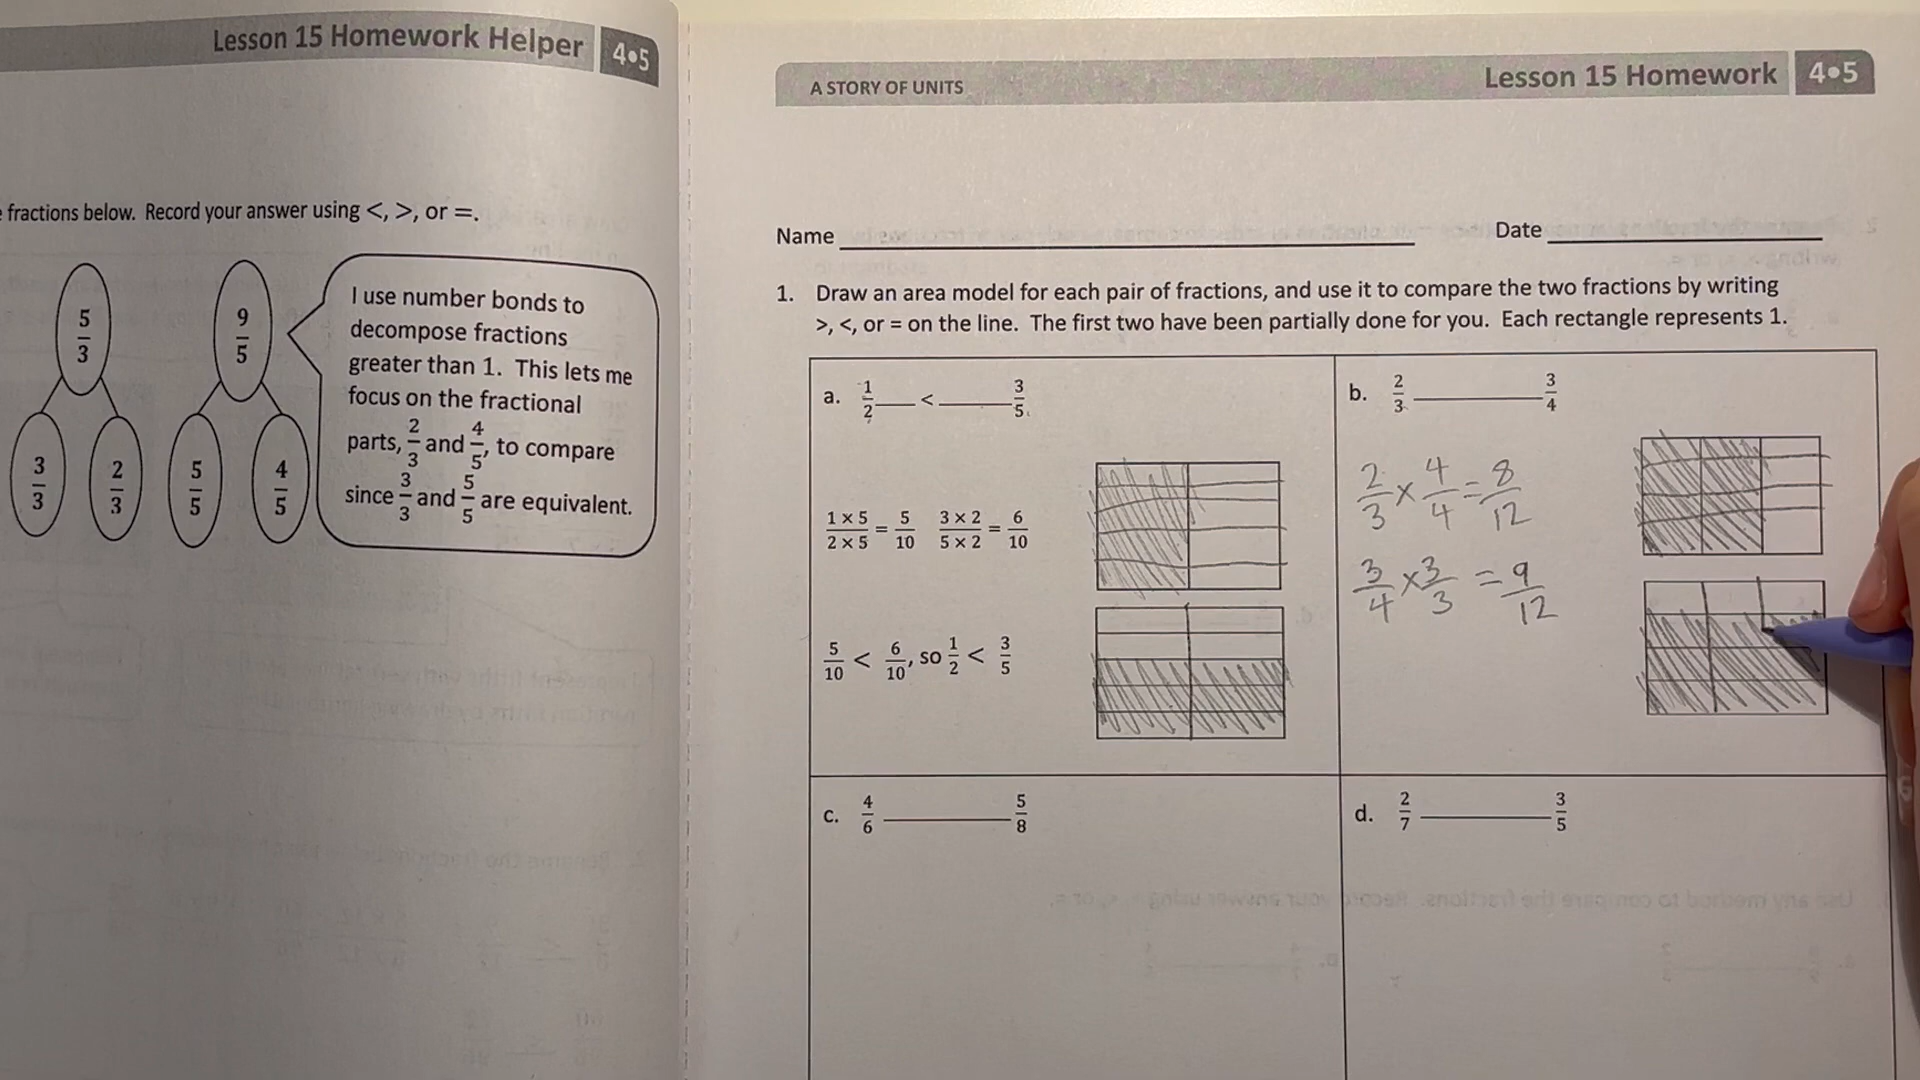 Lesson 15 Homework Helper 4•5
fractions below. Record your answer using <, >, or =.
5/3
9/5
3/3
2/3
5/5
4/5
I use number bonds to
decompose fractions
greater than 1. This lets me
focus on the fractional
parts, 2/3 and 4/5, to compare
since 3/3 and 5/5 are equivalent.
A STORY OF UNITS
Lesson 15 Homework 4•5
Name
Date
1. Draw an area model for each pair of fractions, and use it to compare the two fractions by writing
>, <, or = on the line. The first two have been partially done for you. Each rectangle represents 1.
a. 1/2 < 3/5
(1 x 5)/(2 x 5) = 5/10 (3 x 2)/(5 x 2) = 6/10
5/10 < 6/10, so 1/2 < 3/5
b. 2/3 3/4
2/3 x 4/4 = 8/12
3/4 x 3/3 = 9/12
c. 4/6 5/8
d. 2/7 3/5